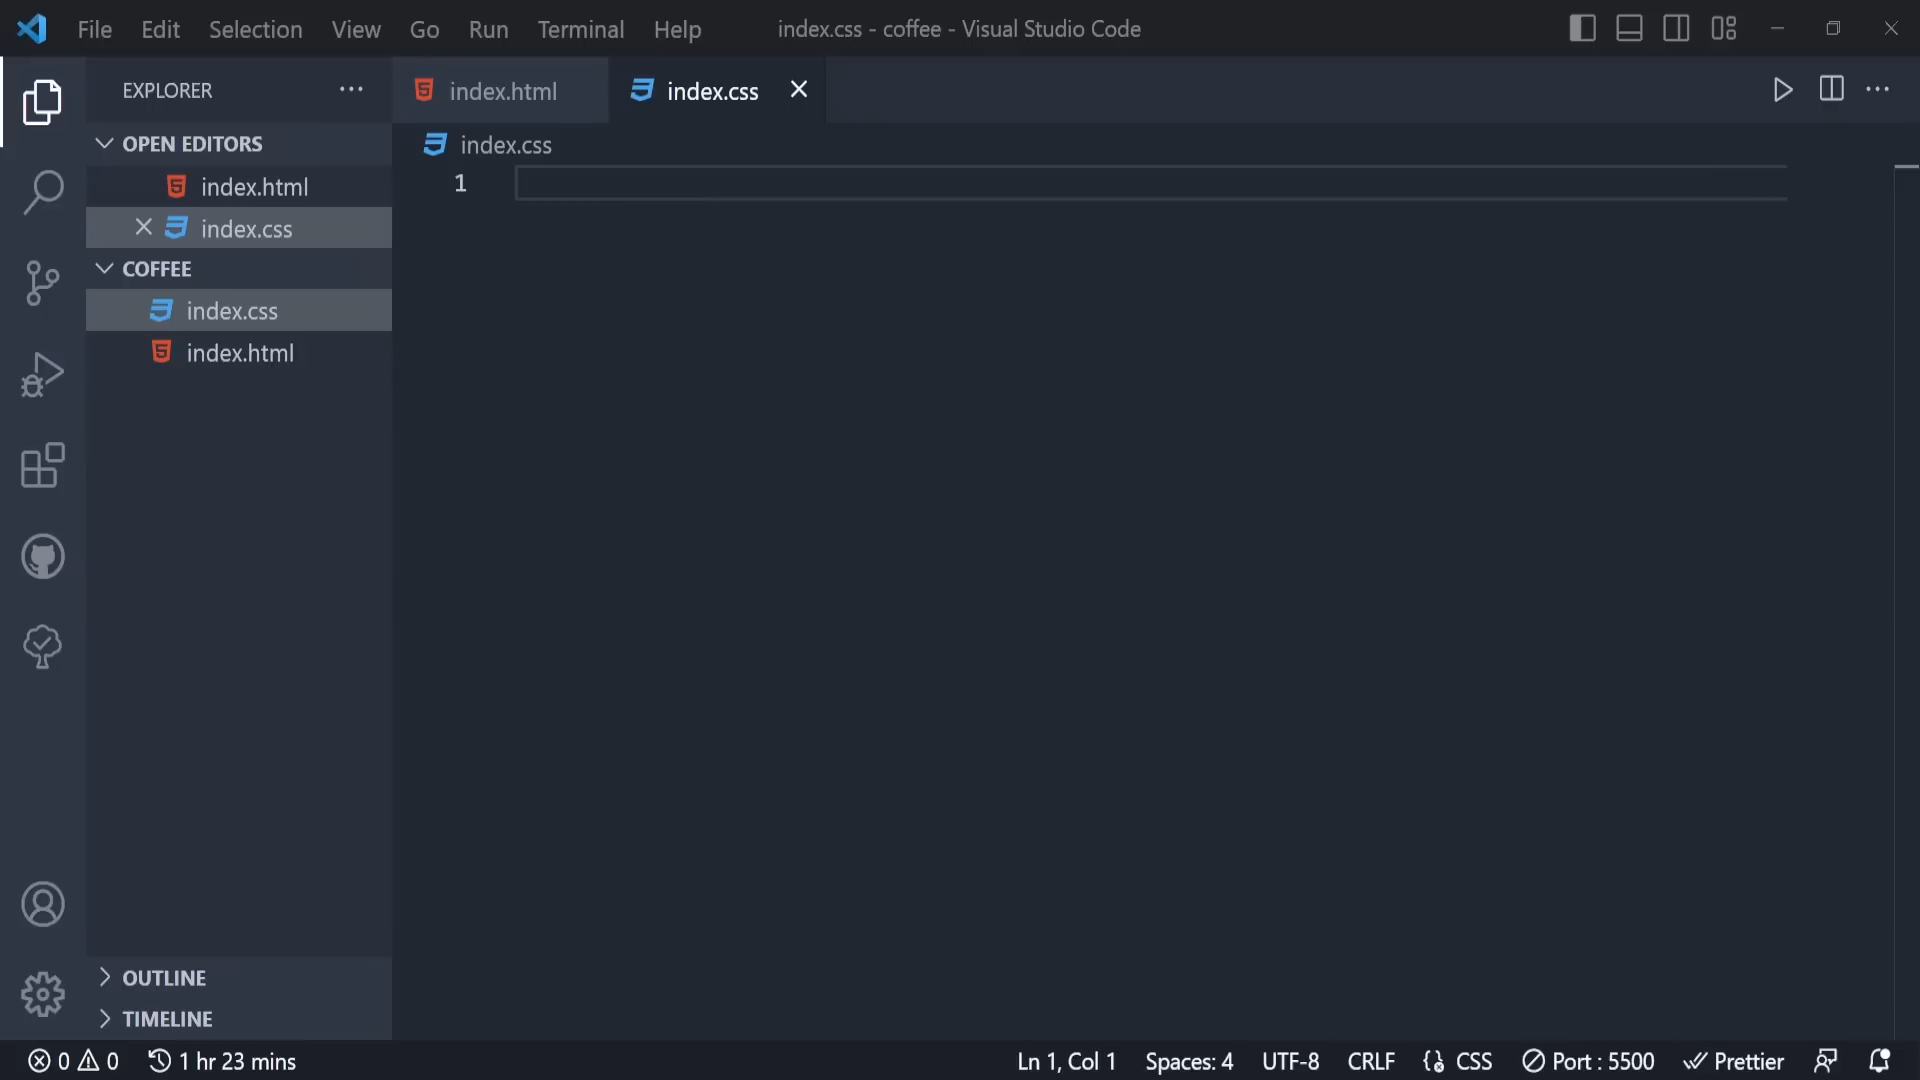 File Edit Selection View Go Run Terminal Help index.css - coffee - Visual Studio Code
EXPLORER
OPEN EDITORS
index.html
index.css
COFFEE
index.css
index.html
OUTLINE
TIMELINE
index.html index.css
index.css
1
0 0 1 hr 23 mins Ln 1, Col 1 Spaces: 4 UTF-8 CRLF CSS Port : 5500 Prettier